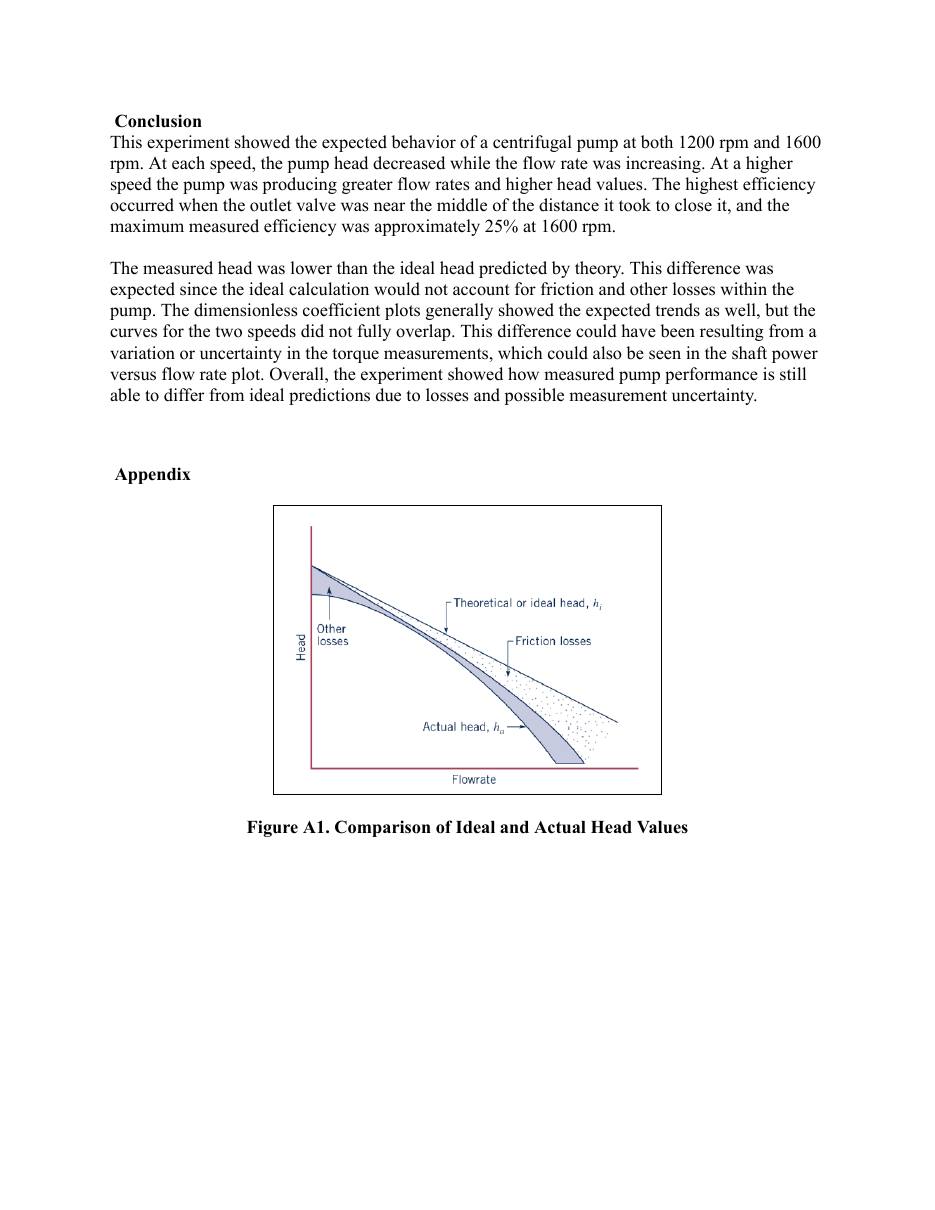 Conclusion
This experiment showed the expected behavior of a centrifugal pump at both 1200 rpm and 1600
rpm. At each speed, the pump head decreased while the flow rate was increasing. At a higher
speed the pump was producing greater flow rates and higher head values. The highest efficiency
occurred when the outlet valve was near the middle of the distance it took to close it, and the
maximum measured efficiency was approximately 25% at 1600 rpm.
The measured head was lower than the ideal head predicted by theory. This difference was
expected since the ideal calculation would not account for friction and other losses within the
pump. The dimensionless coefficient plots generally showed the expected trends as well, but the
curves for the two speeds did not fully overlap. This difference could have been resulting from a
variation or uncertainty in the torque measurements, which could also be seen in the shaft power
versus flow rate plot. Overall, the experiment showed how measured pump performance is still
able to differ from ideal predictions due to losses and possible measurement uncertainty.
Appendix
Theoretical or ideal head, hᵢ
Other
losses
Friction losses
Head
Actual head, hₐ
Flowrate
Figure A1. Comparison of Ideal and Actual Head Values